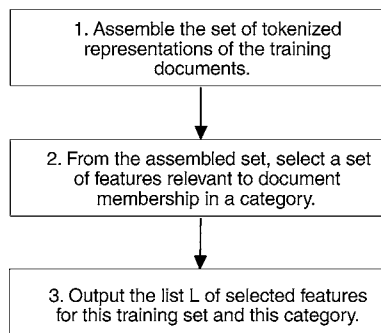 1. Assemble the set of tokenized
representations of the training
documents.
2. From the assembled set, select a set
of features relevant to document
membership in a category.
3. Output the list L of selected features
for this training set and this category.